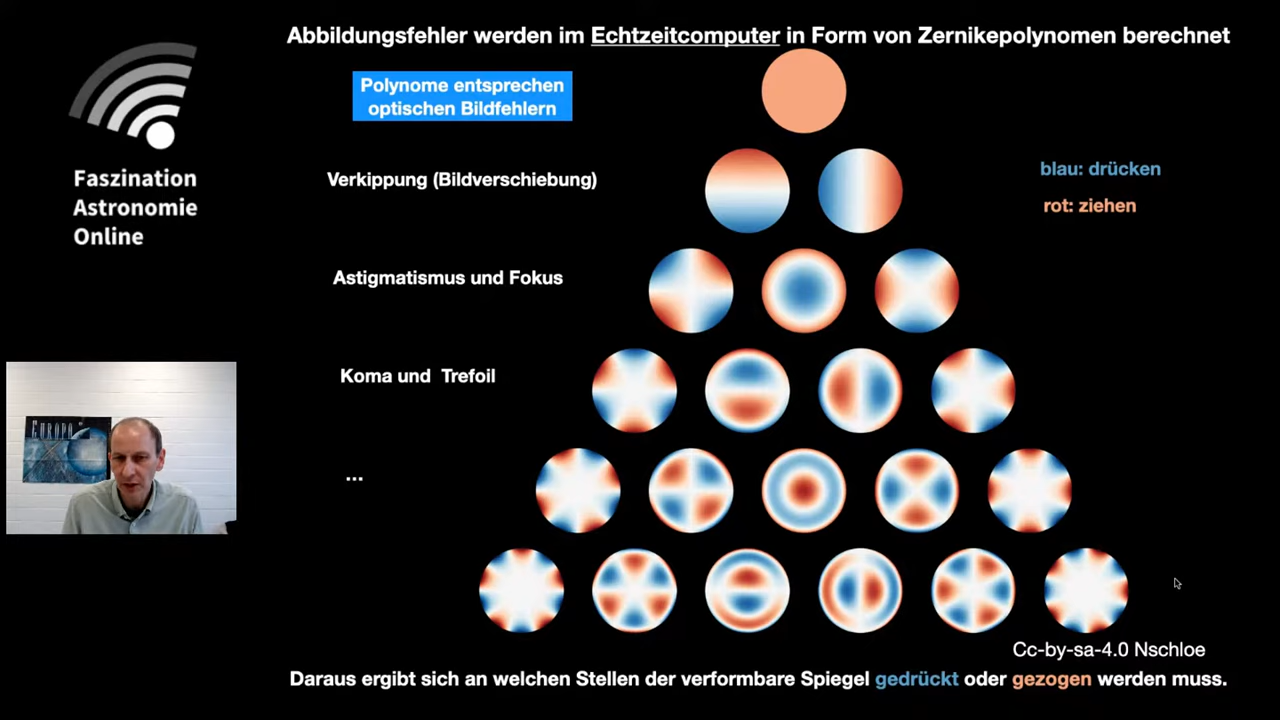 Abbildungsfehler werden im Echtzeitcomputer in Form von Zernikepolynomen berechnet
Polynome entsprechen
optischen Bildfehlern
Faszination
Astronomie
Online
Verkippung (Bildverschiebung)
blau: drücken
rot: ziehen
Astigmatismus und Fokus
Koma und Trefoil
EUROPA
...
Cc-by-sa-4.0 Nschloe
Daraus ergibt sich an welchen Stellen der verformbare Spiegel gedrückt oder gezogen werden muss.